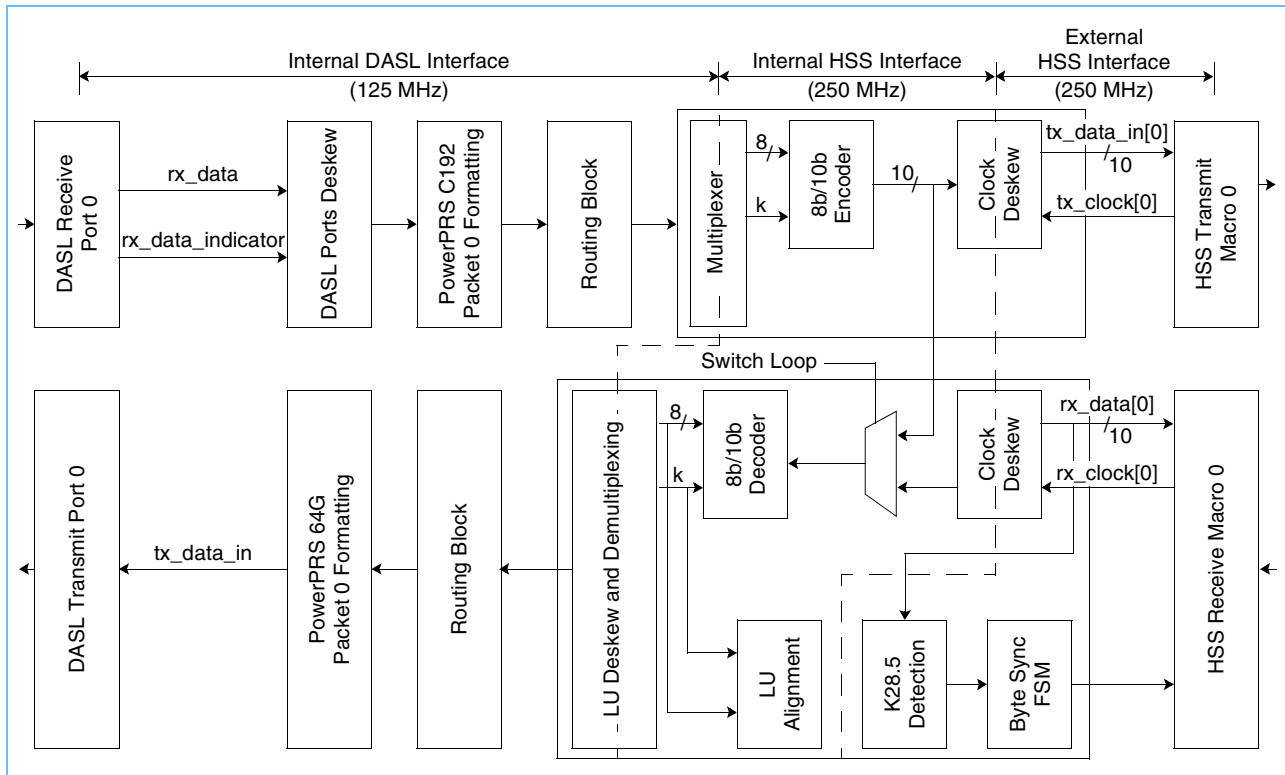 Internal DASL Interface
(125 MHz)
Internal HSS Interface
(250 MHz)
External
HSS Interface
(250 MHz)
DASL Receive
Port 0
rx_data
rx_data_indicator
DASL Ports Deskew
PowerPRS C192
Packet 0 Formatting
Routing Block
Multiplexer
8
k
8b/10b
Encoder
10
Clock
Deskew
tx_data_in[0]
10
tx_clock[0]
HSS Transmit
Macro 0
Switch Loop
DASL Transmit Port 0
tx_data_in
PowerPRS 64G
Packet 0 Formatting
Routing Block
LU Deskew and Demultiplexing
8
k
8b/10b
Decoder
Clock
Deskew
rx_data[0]
10
rx_clock[0]
HSS Receive Macro 0
LU
Alignment
K28.5
Detection
Byte Sync
FSM